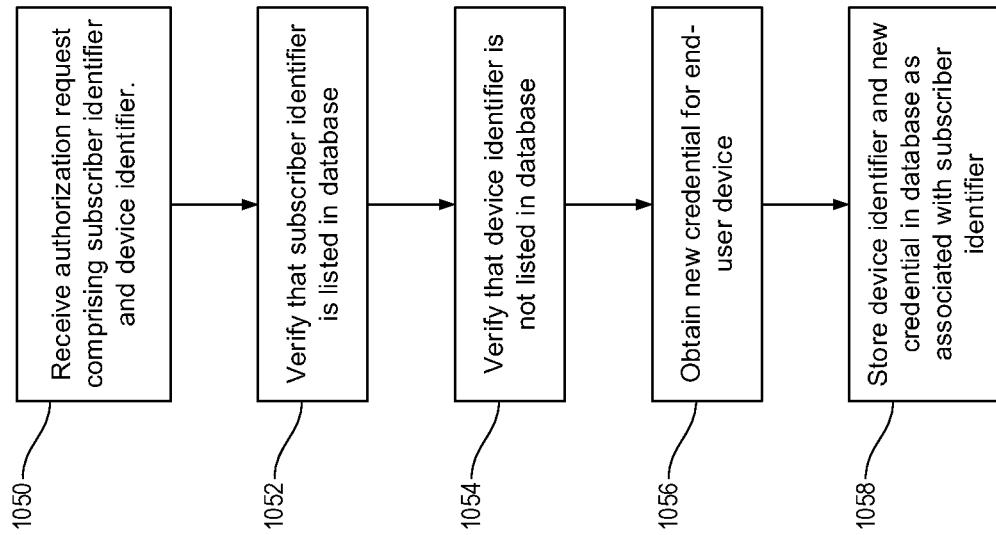 1050
Receive authorization request
comprising subscriber identifier
and device identifier.
1052
Verify that subscriber identifier
is listed in database
1054
Verify that device identifier is
not listed in database
1056
Obtain new credential for end-
user device
1058
Store device identifier and new
credential in database as
associated with subscriber
identifier